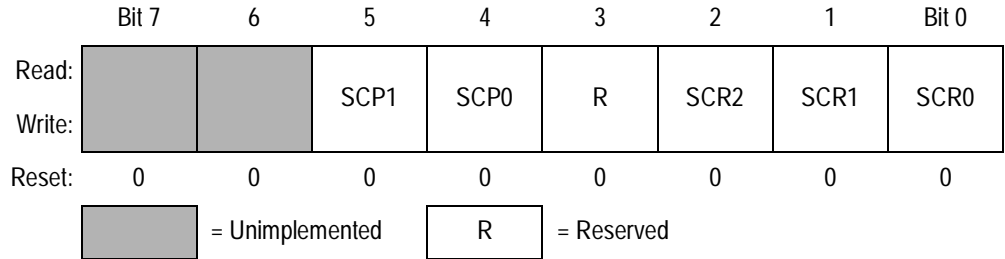 Bit 7 6 5 4 3 2 1 Bit 0
Read:
SCP1 SCP0 R SCR2 SCR1 SCR0
Write:
Reset: 0 0 0 0 0 0 0 0
= Unimplemented R = Reserved